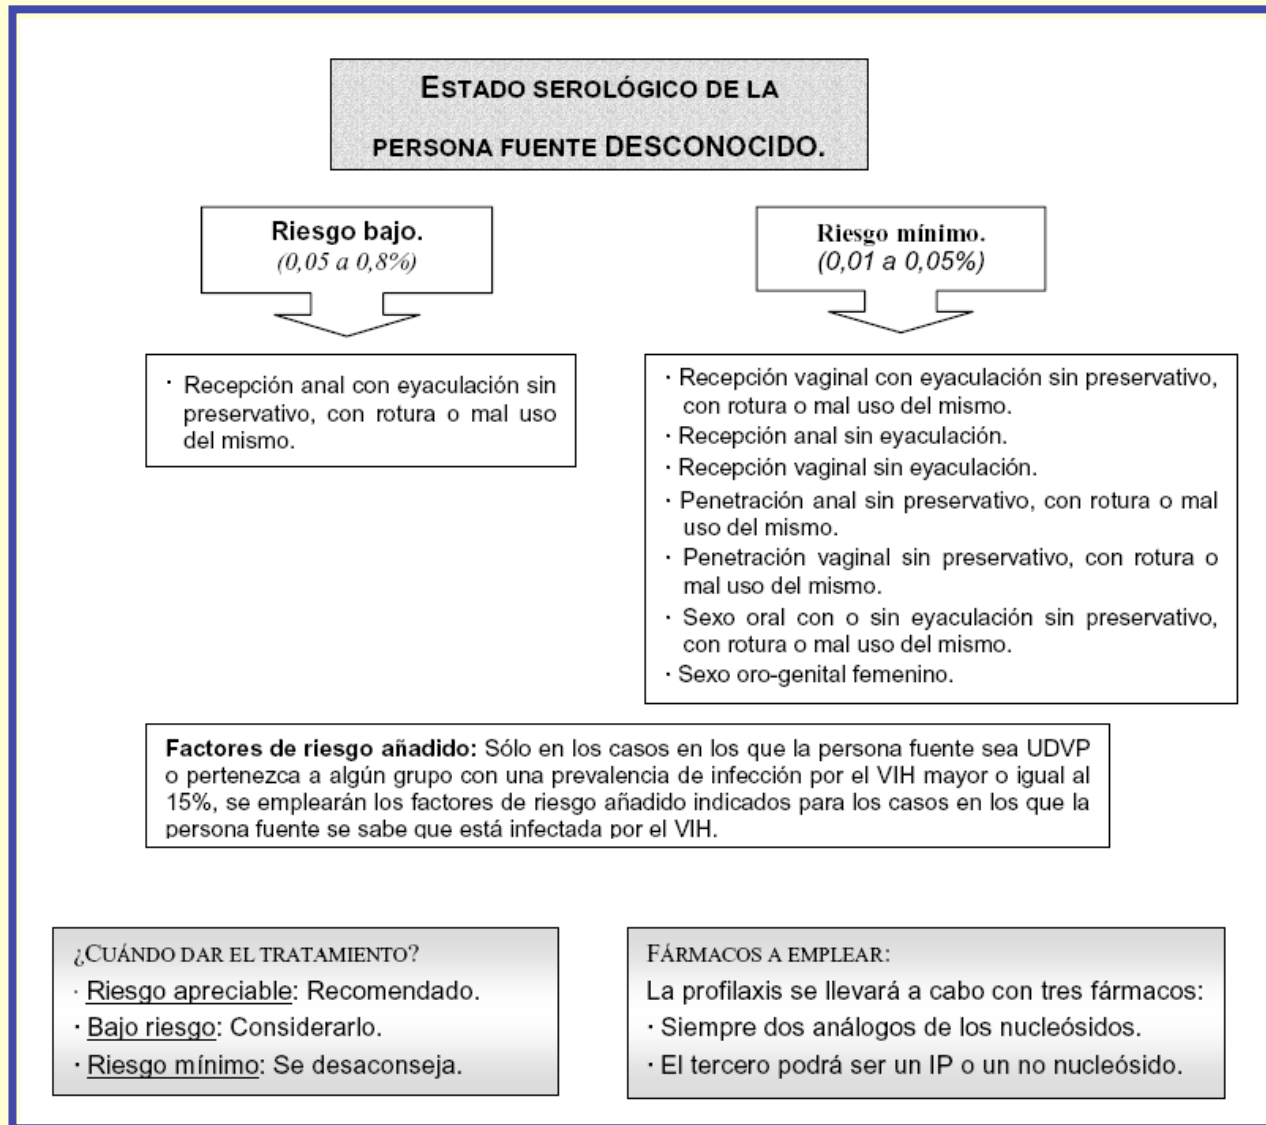 ESTADO SEROLÓGICO DE LA
PERSONA FUENTE DESCONOCIDO.
Riesgo bajo.
(0,05 a 0,8%)
· Recepción anal con eyaculación sin
preservativo, con rotura o mal uso
del mismo.
Riesgo mínimo.
(0,01 a 0,05%)
· Recepción vaginal con eyaculación sin preservativo,
con rotura o mal uso del mismo.
· Recepción anal sin eyaculación.
· Recepción vaginal sin eyaculación.
· Penetración anal sin preservativo, con rotura o mal
uso del mismo.
· Penetración vaginal sin preservativo, con rotura o
mal uso del mismo.
· Sexo oral con o sin eyaculación sin preservativo,
con rotura o mal uso del mismo.
· Sexo oro-genital femenino.
Factores de riesgo añadido: Sólo en los casos en los que la persona fuente sea UDVP
o pertenezca a algún grupo con una prevalencia de infección por el VIH mayor o igual al
15%, se emplearán los factores de riesgo añadido indicados para los casos en los que la
persona fuente se sabe que está infectada por el VIH.
¿CUÁNDO DAR EL TRATAMIENTO?
· Riesgo apreciable: Recomendado.
· Bajo riesgo: Considerarlo.
· Riesgo mínimo: Se desaconseja.
FÁRMACOS A EMPLEAR:
La profilaxis se llevará a cabo con tres fármacos:
· Siempre dos análogos de los nucleósidos.
· El tercero podrá ser un IP o un no nucleósido.